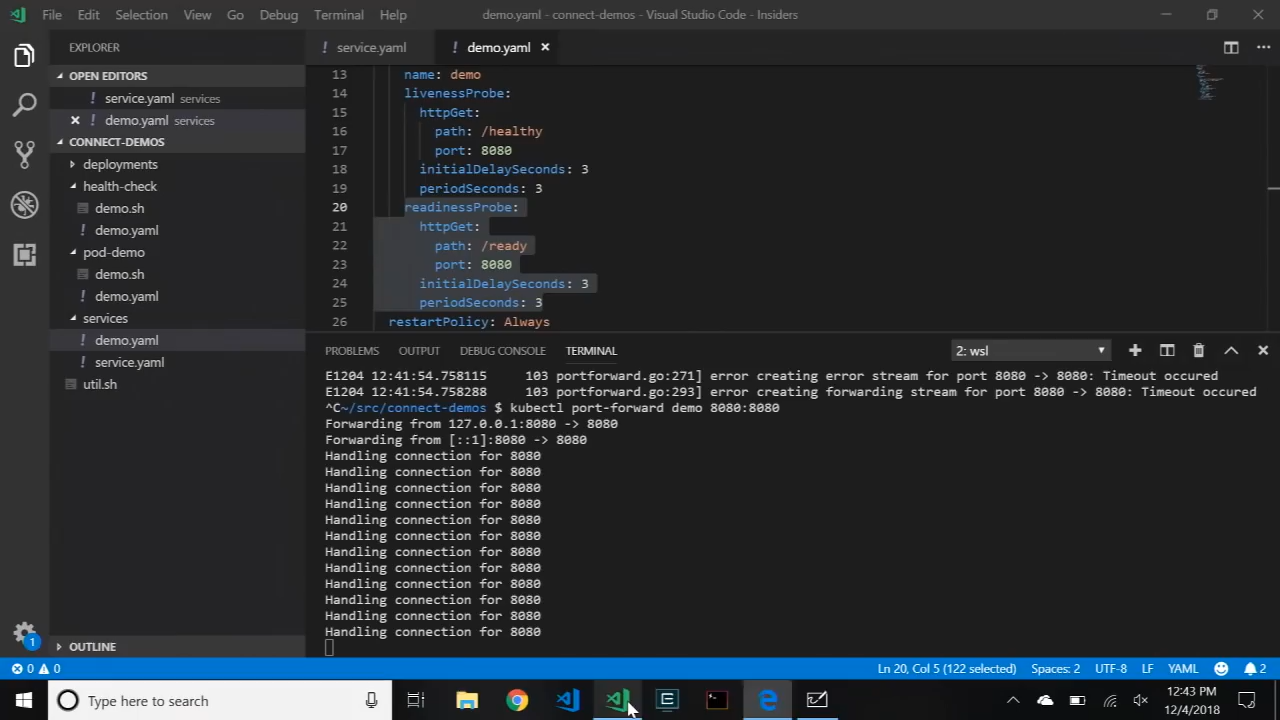 File Edit Selection View Go Debug Terminal Help
demo.yaml - connect-demos - Visual Studio Code - Insiders
EXPLORER
OPEN EDITORS
! service.yaml services
× demo.yaml services
CONNECT-DEMOS
deployments
health-check
demo.sh
! demo.yaml
pod-demo
demo.sh
! demo.yaml
services
! demo.yaml
! service.yaml
util.sh
OUTLINE
! service.yaml ! demo.yaml ×
13 name: demo
14 livenessProbe:
15 httpGet:
16 path: /healthy
17 port: 8080
18 initialDelaySeconds: 3
19 periodSeconds: 3
20 readinessProbe:
21 httpGet:
22 path: /ready
23 port: 8080
24 initialDelaySeconds: 3
25 periodSeconds: 3
26 restartPolicy: Always
PROBLEMS OUTPUT DEBUG CONSOLE TERMINAL 2: wsl
E1204 12:41:54.758115 103 portforward.go:271] error creating error stream for port 8080 -> 8080: Timeout occured
E1204 12:41:54.758288 103 portforward.go:293] error creating forwarding stream for port 8080 -> 8080: Timeout occured
^C~/src/connect-demos $ kubectl port-forward demo 8080:8080
Forwarding from 127.0.0.1:8080 -> 8080
Forwarding from [::1]:8080 -> 8080
Handling connection for 8080
Handling connection for 8080
Handling connection for 8080
Handling connection for 8080
Handling connection for 8080
Handling connection for 8080
Handling connection for 8080
Handling connection for 8080
Handling connection for 8080
Handling connection for 8080
Handling connection for 8080
Handling connection for 8080
1
0 0 Ln 20, Col 5 (122 selected) Spaces: 2 UTF-8 LF YAML 2
Type here to search
12:43 PM
12/4/2018